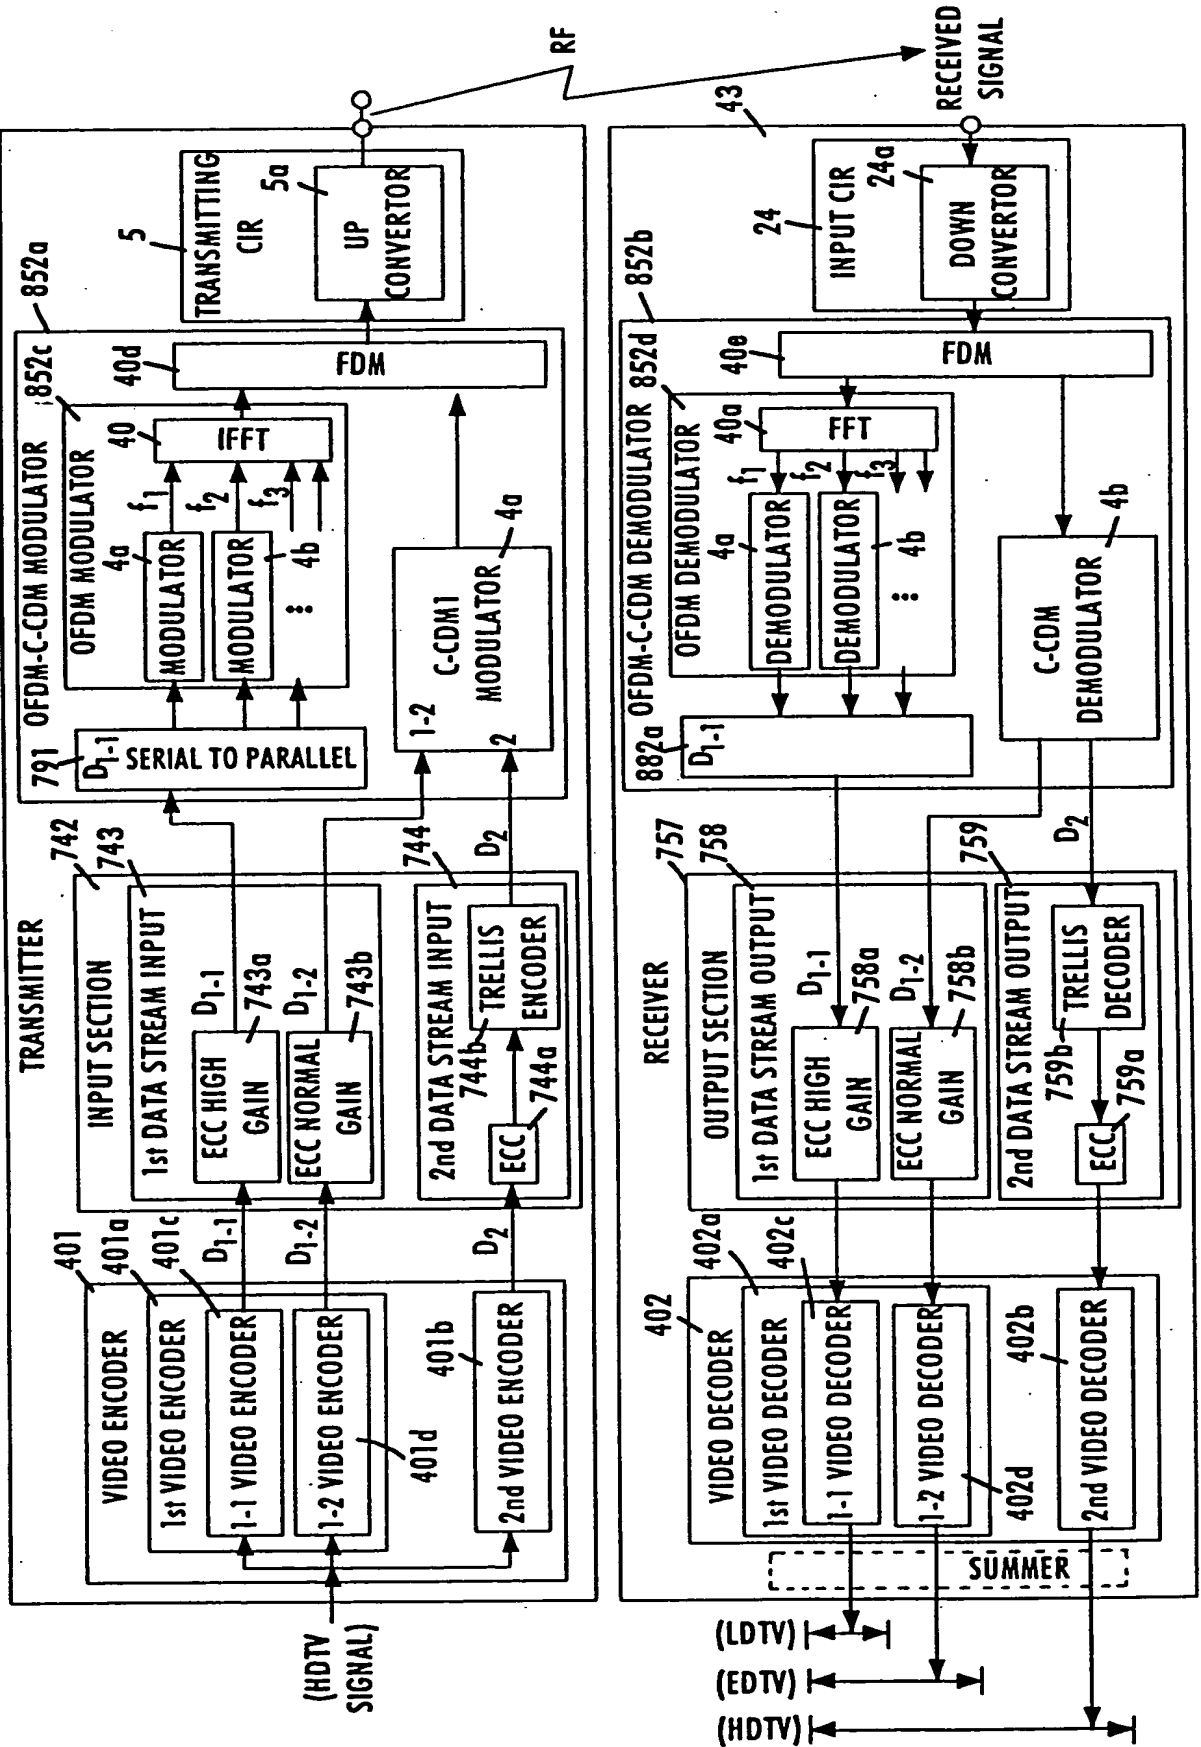 TRANSMITTER
(HDTV
SIGNAL)
VIDEO ENCODER
401
1st VIDEO ENCODER
401a
1-1 VIDEO ENCODER
401c
1-2 VIDEO ENCODER
401d
2nd VIDEO ENCODER
401b
D1-1
D1-2
D2
INPUT SECTION
742
1st DATA STREAM INPUT
743
ECC HIGH
GAIN
743a
D1-1
ECC NORMAL
GAIN
743b
D1-2
2nd DATA STREAM INPUT
744
ECC
744a
744b
TRELLIS
ENCODER
D2
OFDM-C-CDM MODULATOR
852a
791
D1-1 SERIAL TO PARALLEL
OFDM MODULATOR
852c
MODULATOR
4a
MODULATOR
4b
f1
f2
f3
40
IFFT
1-2
2
C-CDM1
MODULATOR
4a
40d
FDM
5
TRANSMITTING
CIR
5a
UP
CONVERTOR
RF
RECEIVED
SIGNAL
43
RECEIVER
24
INPUT CIR
24a
DOWN
CONVERTOR
OFDM-C-CDM DEMODULATOR
852b
40e
FDM
OFDM DEMODULATOR
852d
40a
FFT
f1
f2
f3
4a
DEMODULATOR
DEMODULATOR
4b
882a
D1-1
C-CDM
DEMODULATOR
4b
D2
OUTPUT SECTION
757
1st DATA STREAM OUTPUT
758
D1-1
ECC HIGH
GAIN
758a
D1-2
ECC NORMAL
GAIN
758b
2nd DATA STREAM OUTPUT
759
TRELLIS
DECODER
759b
ECC
759a
402
VIDEO DECODER
402a
1st VIDEO DECODER
402c
1-1 VIDEO DECODER
1-2 VIDEO DECODER
402d
2nd VIDEO DECODER
402b
SUMMER
(LDTV)
(EDTV)
(HDTV)